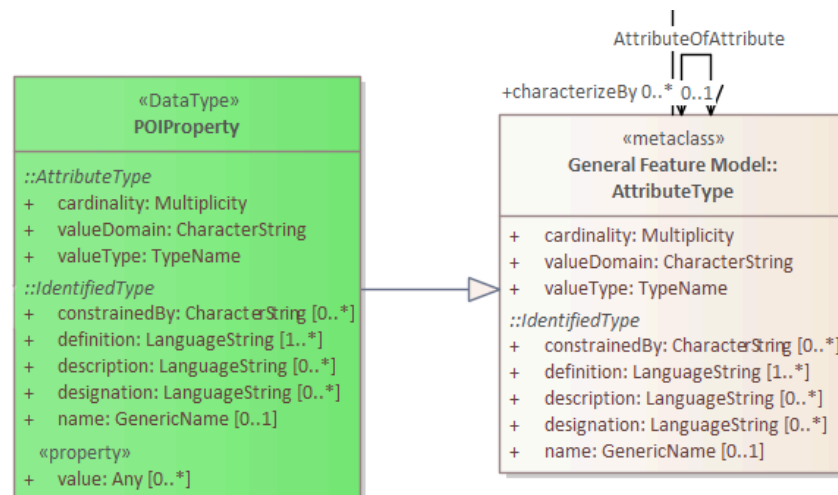 AttributeOfAttribute
+characterizeBy 0..* 0..1
«DataType»
POIProperty
::AttributeType
+ cardinality: Multiplicity
+ valueDomain: CharacterString
+ valueType: TypeName
::IdentifiedType
+ constrainedBy: CharacterString [0..*]
+ definition: LanguageString [1..*]
+ description: LanguageString [0..*]
+ designation: LanguageString [0..*]
+ name: GenericName [0..1]
«property»
+ value: Any [0..*]
«metaclass»
General Feature Model::
AttributeType
+ cardinality: Multiplicity
+ valueDomain: CharacterString
+ valueType: TypeName
::IdentifiedType
+ constrainedBy: CharacterString [0..*]
+ definition: LanguageString [1..*]
+ description: LanguageString [0..*]
+ designation: LanguageString [0..*]
+ name: GenericName [0..1]